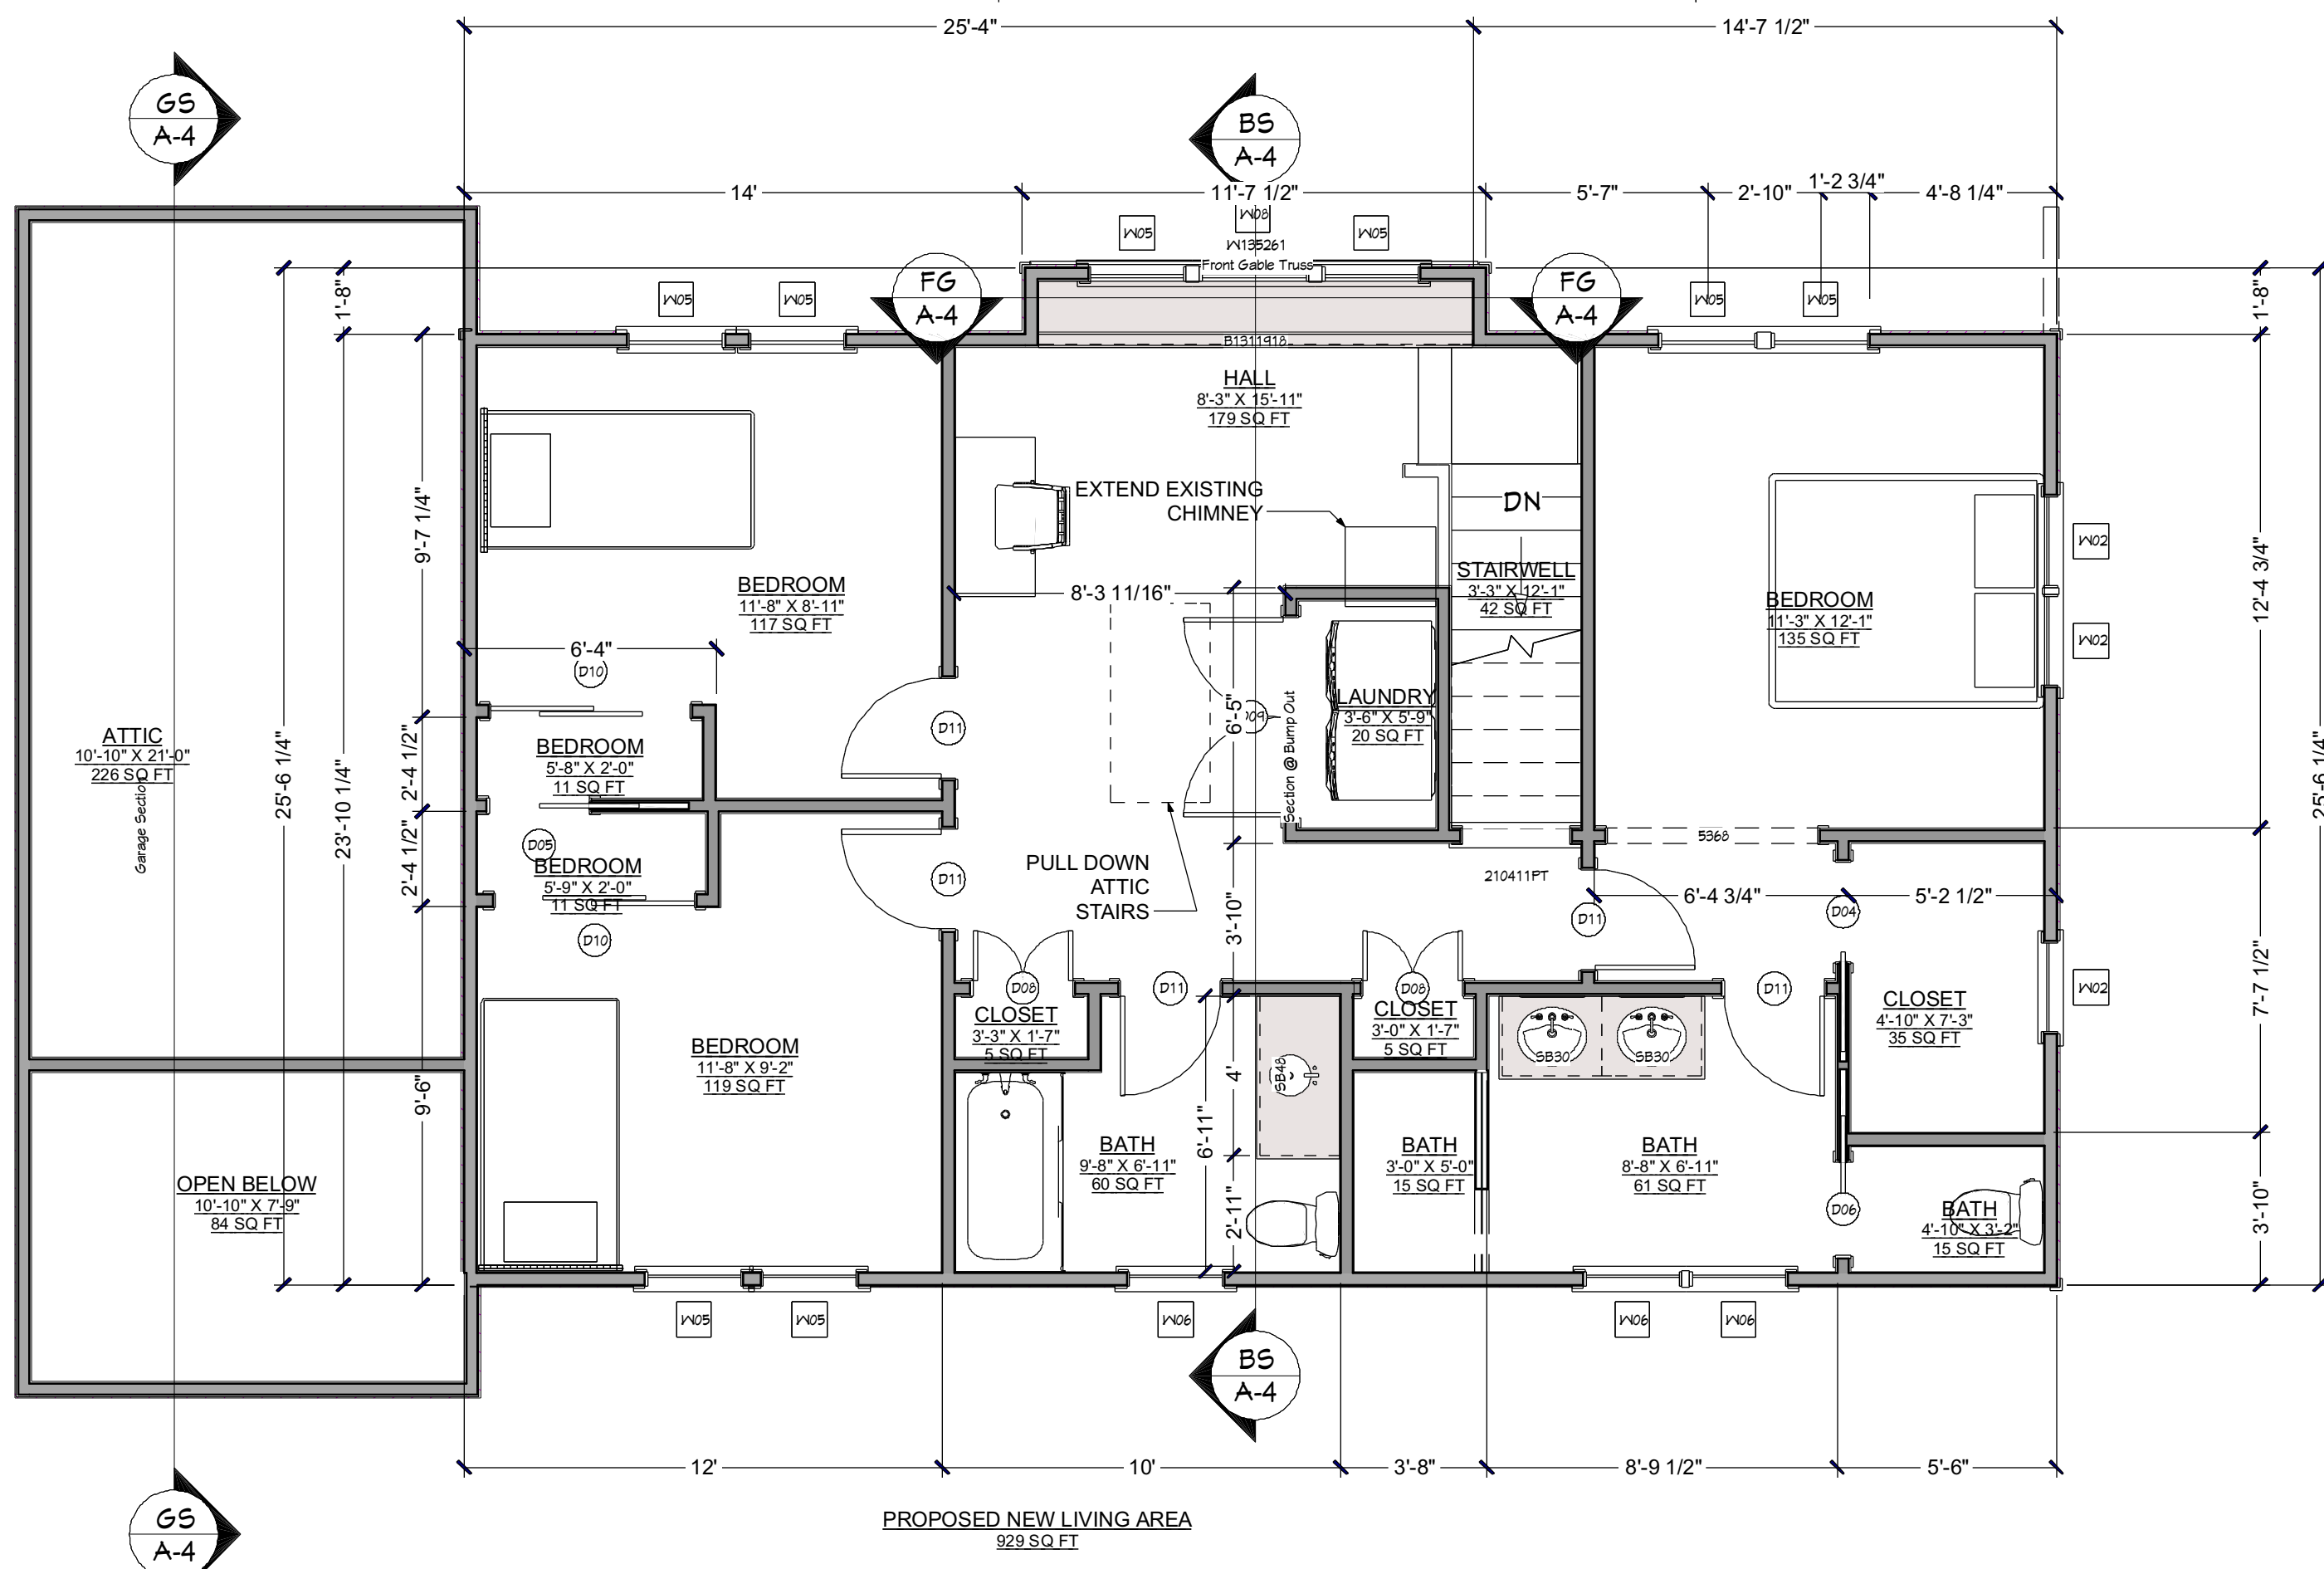 25'-4"
14'-7 1/2"
GS
A-4
BS
A-4
14'
11'-7 1/2"
5'-7"
2'-10"
1'-2 3/4"
4'-8 1/4"
W05
W08
W05
W135261
Front Gable Truss
FG
A-4
FG
A-4
W05
W05
W05
W05
1'-8"
1'-8"
B1311918
HALL
8'-3" X 15'-11"
179 SQ FT
EXTEND EXISTING
CHIMNEY
DN
9'-7 1/4"
12'-4 3/4"
W02
W02
BEDROOM
11'-8" X 8'-11"
117 SQ FT
8'-3 11/16"
STAIRWELL
3'-3" X 12'-1"
42 SQ FT
BEDROOM
11'-3" X 12'-1"
135 SQ FT
6'-4"
D10
6'-5"
D09
Section @ Bump Out
LAUNDRY
3'-6" X 5'-9"
20 SQ FT
ATTIC
10'-10" X 21'-0"
226 SQ FT
Garage Section
25'-6 1/4"
23'-10 1/4"
2'-4 1/2"
2'-4 1/2"
BEDROOM
5'-8" X 2'-0"
11 SQ FT
D11
25'-6 1/4"
D05
BEDROOM
5'-9" X 2'-0"
11 SQ FT
D11
D10
PULL DOWN
ATTIC
STAIRS
5368
210411PT
6'-4 3/4"
5'-2 1/2"
D11
D04
3'-10"
7'-7 1/2"
D08
D11
D08
D11
W02
CLOSET
3'-3" X 1'-7"
5 SQ FT
CLOSET
3'-0" X 1'-7"
5 SQ FT
SB30
SB30
CLOSET
4'-10" X 7'-3"
35 SQ FT
BEDROOM
11'-8" X 9'-2"
119 SQ FT
9'-6"
4'
SB48
6'-11"
2'-11"
BATH
9'-8" X 6'-11"
60 SQ FT
BATH
3'-0" X 5'-0"
15 SQ FT
BATH
8'-8" X 6'-11"
61 SQ FT
D06
BATH
4'-10" X 3'-2"
15 SQ FT
3'-10"
OPEN BELOW
10'-10" X 7'-9"
84 SQ FT
W05
W05
W06
W06
W06
BS
A-4
12'
10'
3'-8"
8'-9 1/2"
5'-6"
GS
A-4
PROPOSED NEW LIVING AREA
929 SQ FT